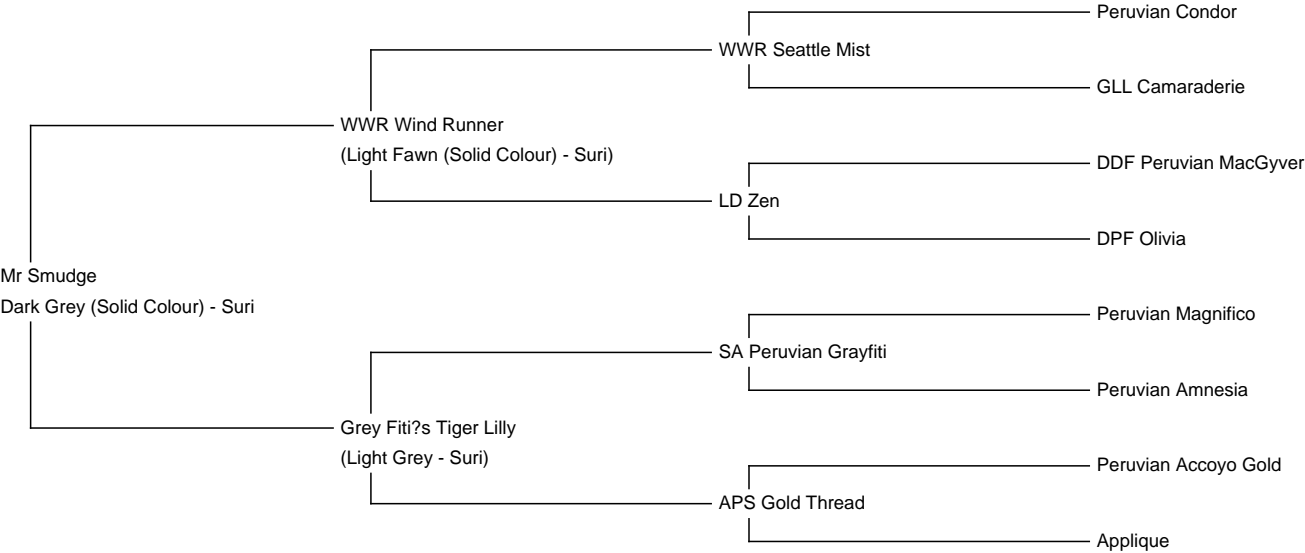 Peruvian Condor
WWR Seattle Mist
GLL Camaraderie
WWR Wind Runner
(Light Fawn (Solid Colour) - Suri)
DDF Peruvian MacGyver
LD Zen
DPF Olivia
Mr Smudge
Dark Grey (Solid Colour) - Suri
Peruvian Magnifico
SA Peruvian Grayfiti
Peruvian Amnesia
Grey Fiti?s Tiger Lilly
(Light Grey - Suri)
Peruvian Accoyo Gold
APS Gold Thread
Applique